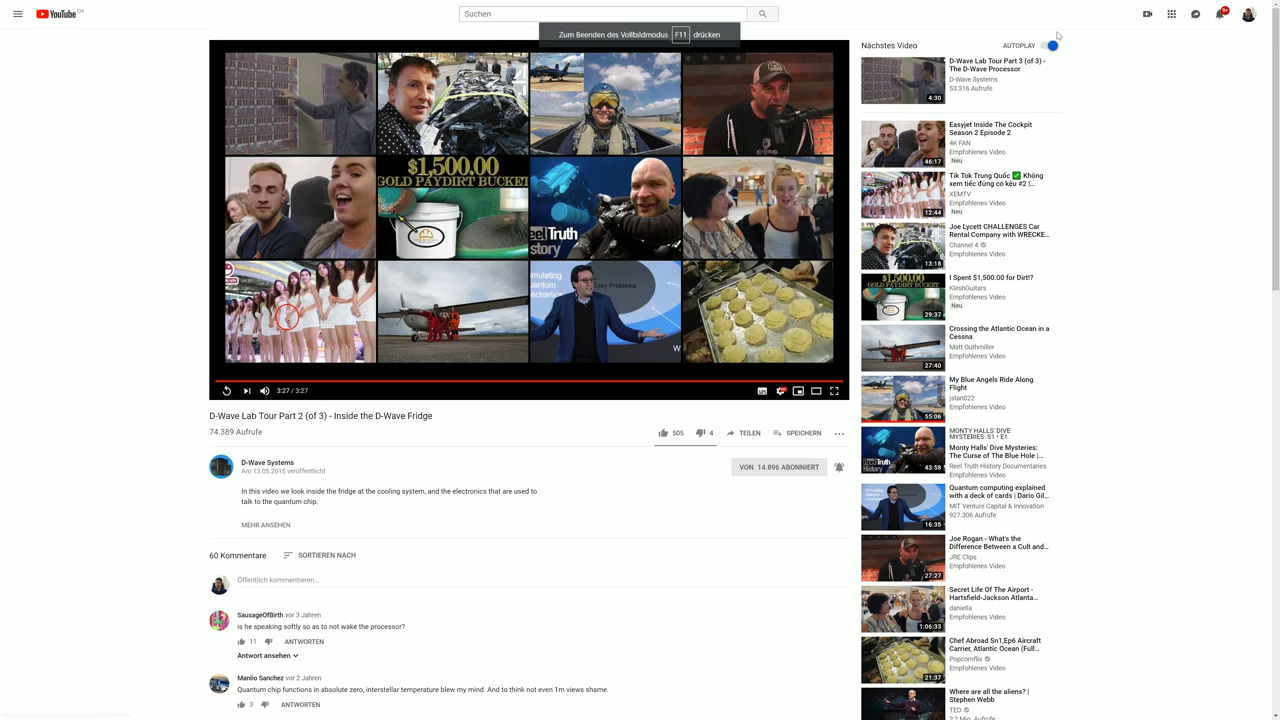 YouTube CH
Suchen
9+
Zum Beenden des Vollbildmodus F11 drücken
$1,500.00
GOLD PAYDIRT BUCKET
Reel Truth
History
Easy Problems
W
3:27 / 3:27
D-Wave Lab Tour Part 2 (of 3) - Inside the D-Wave Fridge
74.389 Aufrufe
505
4
TEILEN
SPEICHERN
D-Wave Systems
Am 13.05.2015 veröffentlicht
VON 14.896 ABONNIERT
In this video we look inside the fridge at the cooling system, and the electronics that are used to
talk to the quantum chip.
MEHR ANSEHEN
60 Kommentare
SORTIEREN NACH
Öffentlich kommentieren...
SausageOfBirth vor 3 Jahren
is he speaking softly so as to not wake the processor?
11 ANTWORTEN
Antwort ansehen
Manlio Sanchez vor 2 Jahren
Quantum chip functions in absolute zero, interstellar temperature blew my mind. And to think not even 1m views shame.
3 ANTWORTEN
Nächstes Video
AUTOPLAY
4:30
D-Wave Lab Tour Part 3 (of 3) -
The D-Wave Processor
D-Wave Systems
53.316 Aufrufe
46:17
Easyjet Inside The Cockpit
Season 2 Episode 2
4K FAN
Empfohlenes Video
Neu
12:44
Tik Tok Trung Quốc ✅ Không
xem tiếc đừng có kêu #2 |...
XEMTV
Empfohlenes Video
Neu
13:18
Joe Lycett CHALLENGES Car
Rental Company with WRECKE...
Channel 4
Empfohlenes Video
29:37
I Spent $1,500.00 for Dirt!?
KleshGuitars
Empfohlenes Video
Neu
27:40
Crossing the Atlantic Ocean in a
Cessna
Matt Guthmiller
Empfohlenes Video
55:06
My Blue Angels Ride Along
Flight
jstan022
Empfohlenes Video
43:58
MONTY HALLS' DIVE
MYSTERIES S1 • E1
Monty Halls' Dive Mysteries:
The Curse of The Blue Hole |...
Reel Truth History Documentaries
Empfohlenes Video
16:35
Quantum computing explained
with a deck of cards | Dario Gil...
MIT Venture Capital & Innovation
927.306 Aufrufe
27:27
Joe Rogan - What's the
Difference Between a Cult and...
JRE Clips
Empfohlenes Video
1:06:33
Secret Life Of The Airport -
Hartsfield-Jackson Atlanta...
daniella
Empfohlenes Video
21:37
Chef Abroad Sn1,Ep6 Aircraft
Carrier, Atlantic Ocean (Full...
Popcornflix
Empfohlenes Video
Where are all the aliens? |
Stephen Webb
TED
2,2 Mio. Aufrufe